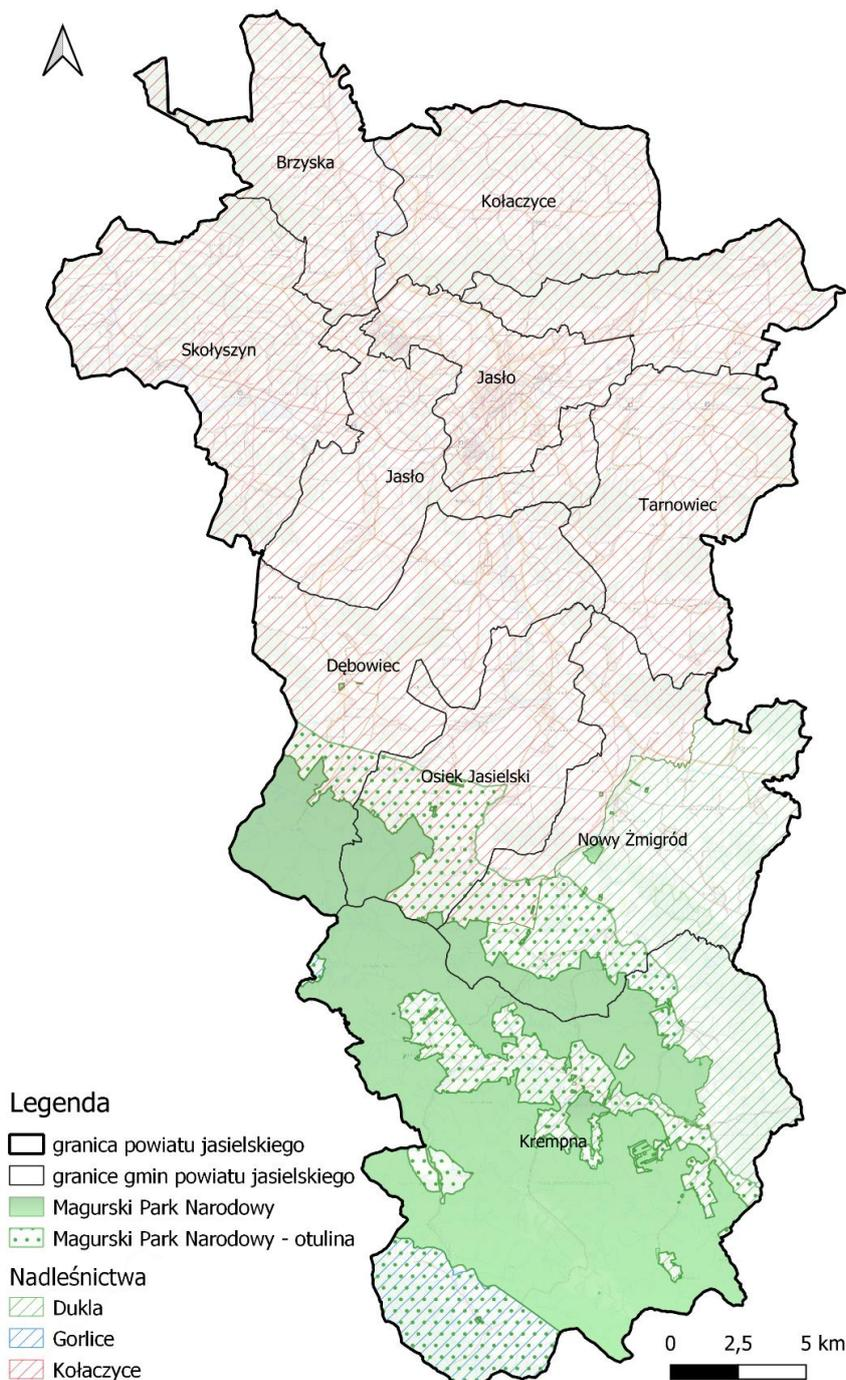 Brzyska
Kołaczyce
Skołyszyn
Jasło
Jasło
Tarnowiec
Dębowiec
Osiek Jasielski
Nowy Żmigród
Krempna
Legenda
granica powiatu jasielskiego
granice gmin powiatu jasielskiego
Magurski Park Narodowy
Magurski Park Narodowy - otulina
Nadleśnictwa
Dukla
Gorlice
Kołaczyce
0 2,5 5 km